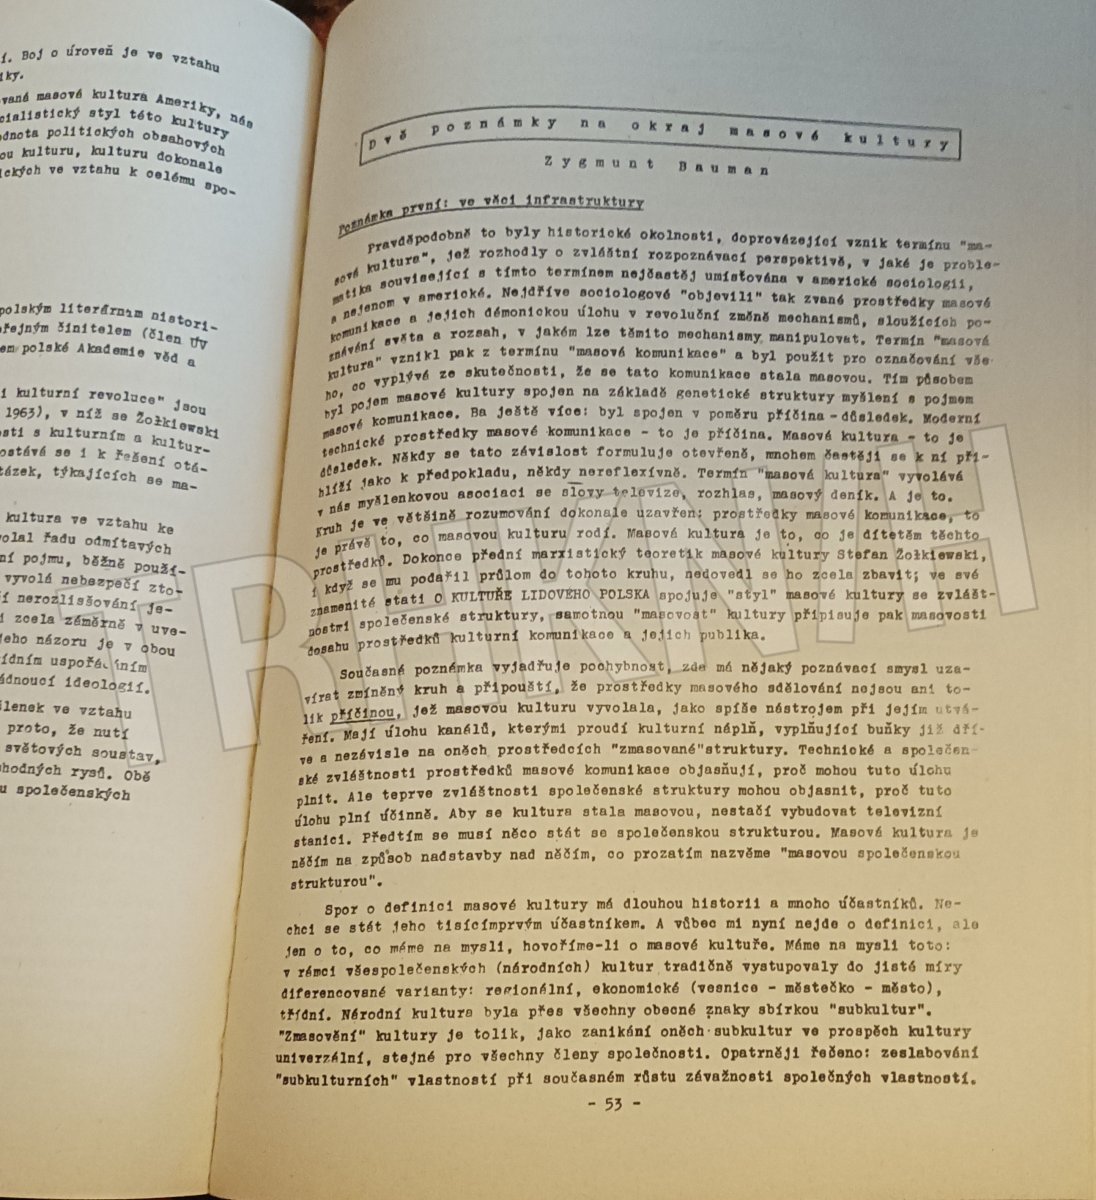 í. Boj o úroveň je ve vztahu
iky.
ované masové kultura Ameriky, nás
cialistický styl této kultury
odnota politických obsahových
ou kulturu, kulturu dokonale
ických ve vztahu k celému spo-
polským literárním histori-
ořejným činitelem (člen ÚV
em polské Akademie věd a
i kulturní revoluce" jsou
1963), v níž se Žołkiewski
osti s kulturním a kultur-
ostává se i k řešení otá-
tázek, týkajících se ma-
kultura ve vztahu ke
volal řadu odmítavých
ní pojmu, běžně použí-
vyvolá nebezpečí zto-
í nerozlišování je-
i zcela záměrně v uve-
jeho názoru je v obou
řídním uspořádáním
ádnoucí ideologií.
šlenek ve vztahu
proto, že nutí
světových soustav,
hodných rysů. Obě
u společenských
Dvě poznámky na okraj masové kultury
Zygmunt Bauman
Poznámka první: ve věci infrastruktury
Pravděpodobně to byly historické okolnosti, doprovázející vznik termínu "ma-
sová kultura", jež rozhodly o zvláštní rozpoznávací perspektivě, v jaké je proble-
matika související s tímto termínem nejčastěj umísťována v americké sociologii,
a nejenom v americké. Nejdříve sociologové "objevili" tak zvané prostředky masové
komunikace a jejich démonickou úlohu v revoluční změně mechanismů, sloužících po-
znávání světa a rozsah, v jakém lze těmito mechanismy manipulovat. Termín "masová
kultura" vznikl pak z termínu "masová komunikace" a byl použit pro označování vše-
ho, co vyplývá ze skutečnosti, že se tato komunikace stala masovou. Tím působem
byl pojem masové kultury spojen na základě genetické struktury myšlení s pojmem
masové komunikace. Ba ještě více: byl spojen v poměru příčina - důsledek. Moderní
technické prostředky masové komunikace - to je příčina. Masová kultura - to je
důsledek. Někdy se tato závislost formuluje otevřeně, mnohem častěji se k ní při-
blíží jako k předpokladu, někdy nereflexívně. Termín "masová kultura" vyvolává
v nás myšlenkovou asociaci se slovy televize, rozhlas, masový deník. A je to.
Kruh je ve většině rozumování dokonale uzavřen; prostředky masové komunikace, to
je právě to, co masovou kulturu rodí. Masová kultura je to, co je dítětem těchto
prostředků. Dokonce přední marxistický teoretik masové kultury Stefan Żołkiewski,
i když se mu podařil průlom do tohoto kruhu, nedovedl se ho zcela zbavit; ve své
znamenité stati O KULTUŘE LIDOVÉHO POLSKA spojuje "styl" masové kultury se zvlášt-
nostmi společenské struktury, samotnou "masovost" kultury připisuje pak masovosti
dosahu prostředků kulturní komunikace a jejich publika.
Současná poznámka vyjadřuje pochybnost, zde má nějaký poznávací smysl uza-
vírat zmíněný kruh a připouští, že prostředky masového sdělování nejsou ani to-
lik příčinou, jež masovou kulturu vyvolala, jako spíše nástrojem při jejím utvá-
ření. Mají úlohu kanálů, kterými proudí kulturní náplň, vyplňující buňky již dří-
ve a nezávisle na oněch prostředcích "zmasované"struktury. Technické a společen-
ské zvláštnosti prostředků masové komunikace objasňují, proč mohou tuto úlohu
plnit. Ale teprve zvláštnosti společenské struktury mohou objasnit, proč tuto
úlohu plní účinně. Aby se kultura stala masovou, nestačí vybudovat televizní
stanici. Předtím se musí něco stát se společenskou strukturou. Masová kultura je
něčím na způsob nadstavby nad něčím, co prozatím nazvěme "masovou společenskou
strukturou".
Spor o definici masové kultury má dlouhou historii a mnoho účastníků. Ne-
chci se stát jeho tisícímprvým účastníkem. A vůbec mi nyní nejde o definici, ale
jen o to, co máme na mysli, hovoříme-li o masové kultuře. Máme na mysli toto:
v rámci všespolečenských (národních) kultur tradičně vystupovaly do jisté míry
diferencované varianty: regionální, ekonomické (vesnice - městečko - město),
třídní. Národní kultura byla přes všechny obecné znaky sbírkou "subkultur".
"Zmasovění" kultury je tolik, jako zanikání oněch subkultur ve prospěch kultury
univerzální, stejné pro všechny členy společnosti. Opatrněji řečeno: zeslabování
"subkulturních" vlastností při současném růstu závažnosti společných vlastností.
- 53 -